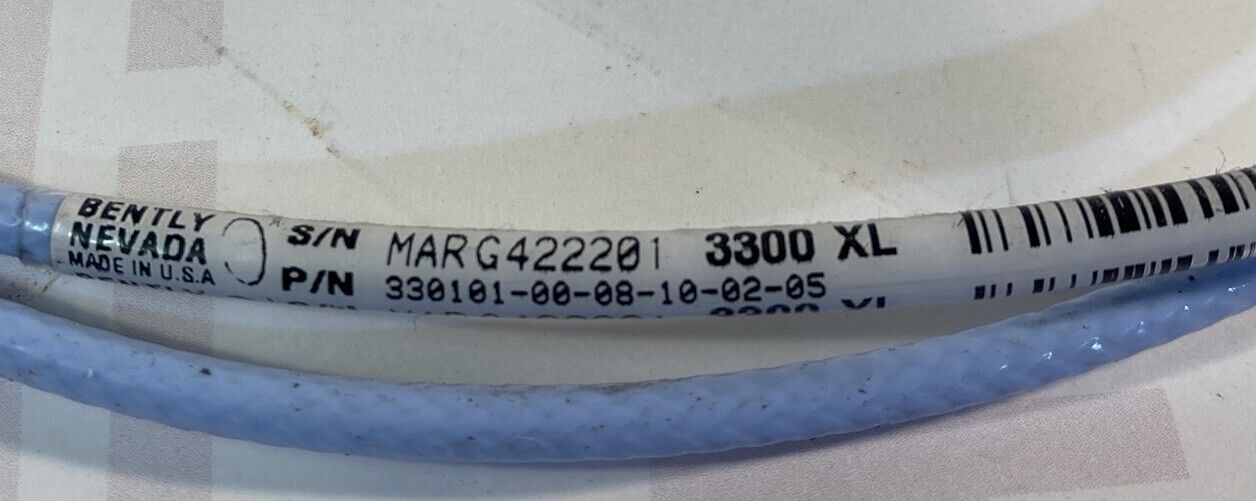 BENTLY
NEVADA
MADE IN U.S.A
S/N MARG422201 3300 XL
P/N 330101-00-08-10-02-05